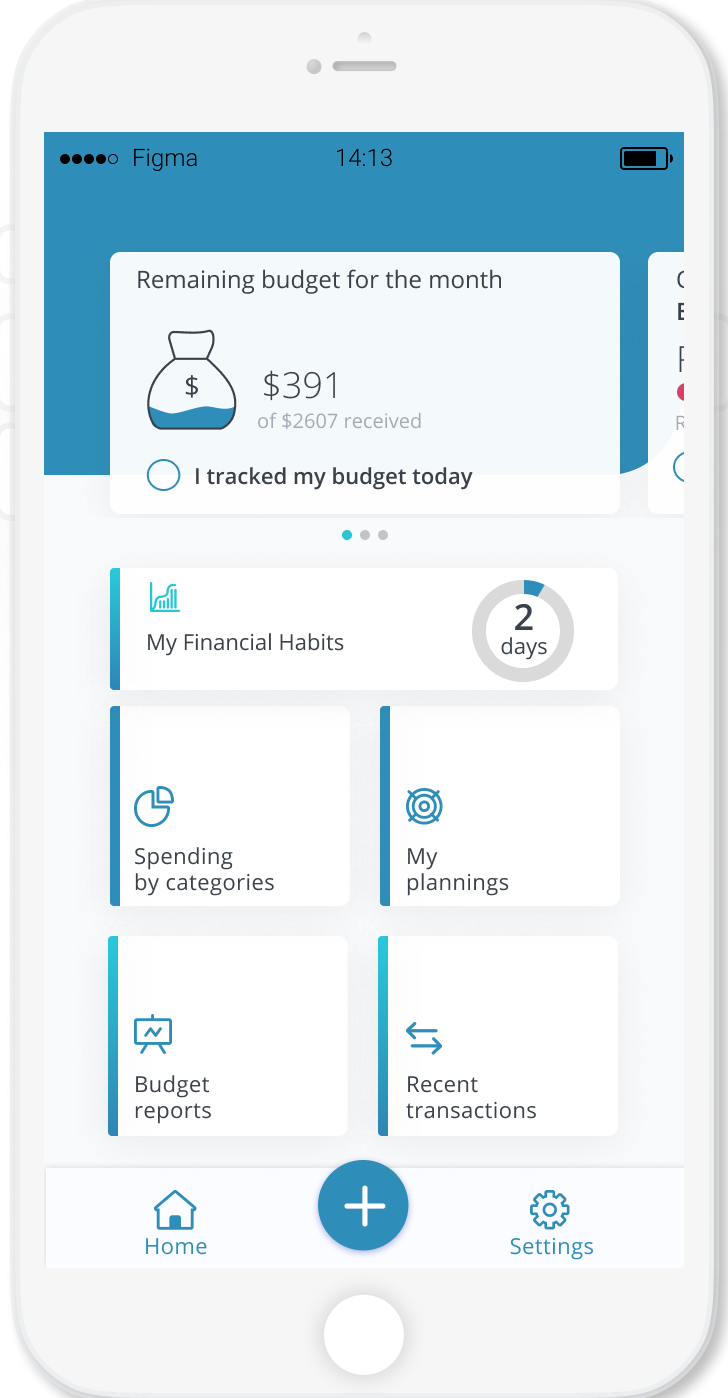 Figma 14:13
Remaining budget for the month
$
$391
of $2607 received
I tracked my budget today
My Financial Habits
2
days
Spending
by categories
My
plannings
Budget
reports
Recent
transactions
Home
Settings